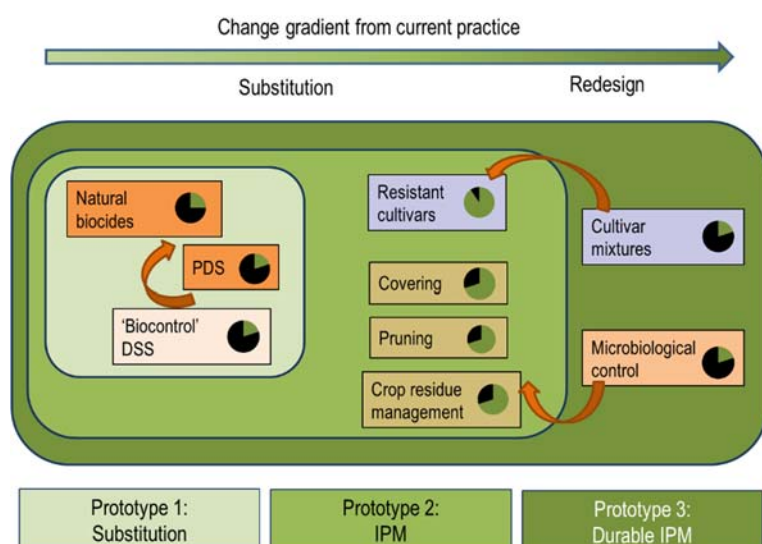 Change gradient from current practice
Substitution
Redesign
Natural
biocides
PDS
‘Biocontrol’
DSS
Resistant
cultivars
Covering
Pruning
Crop residue
management
Cultivar
mixtures
Microbiological
control
Prototype 1:
Substitution
Prototype 2:
IPM
Prototype 3:
Durable IPM